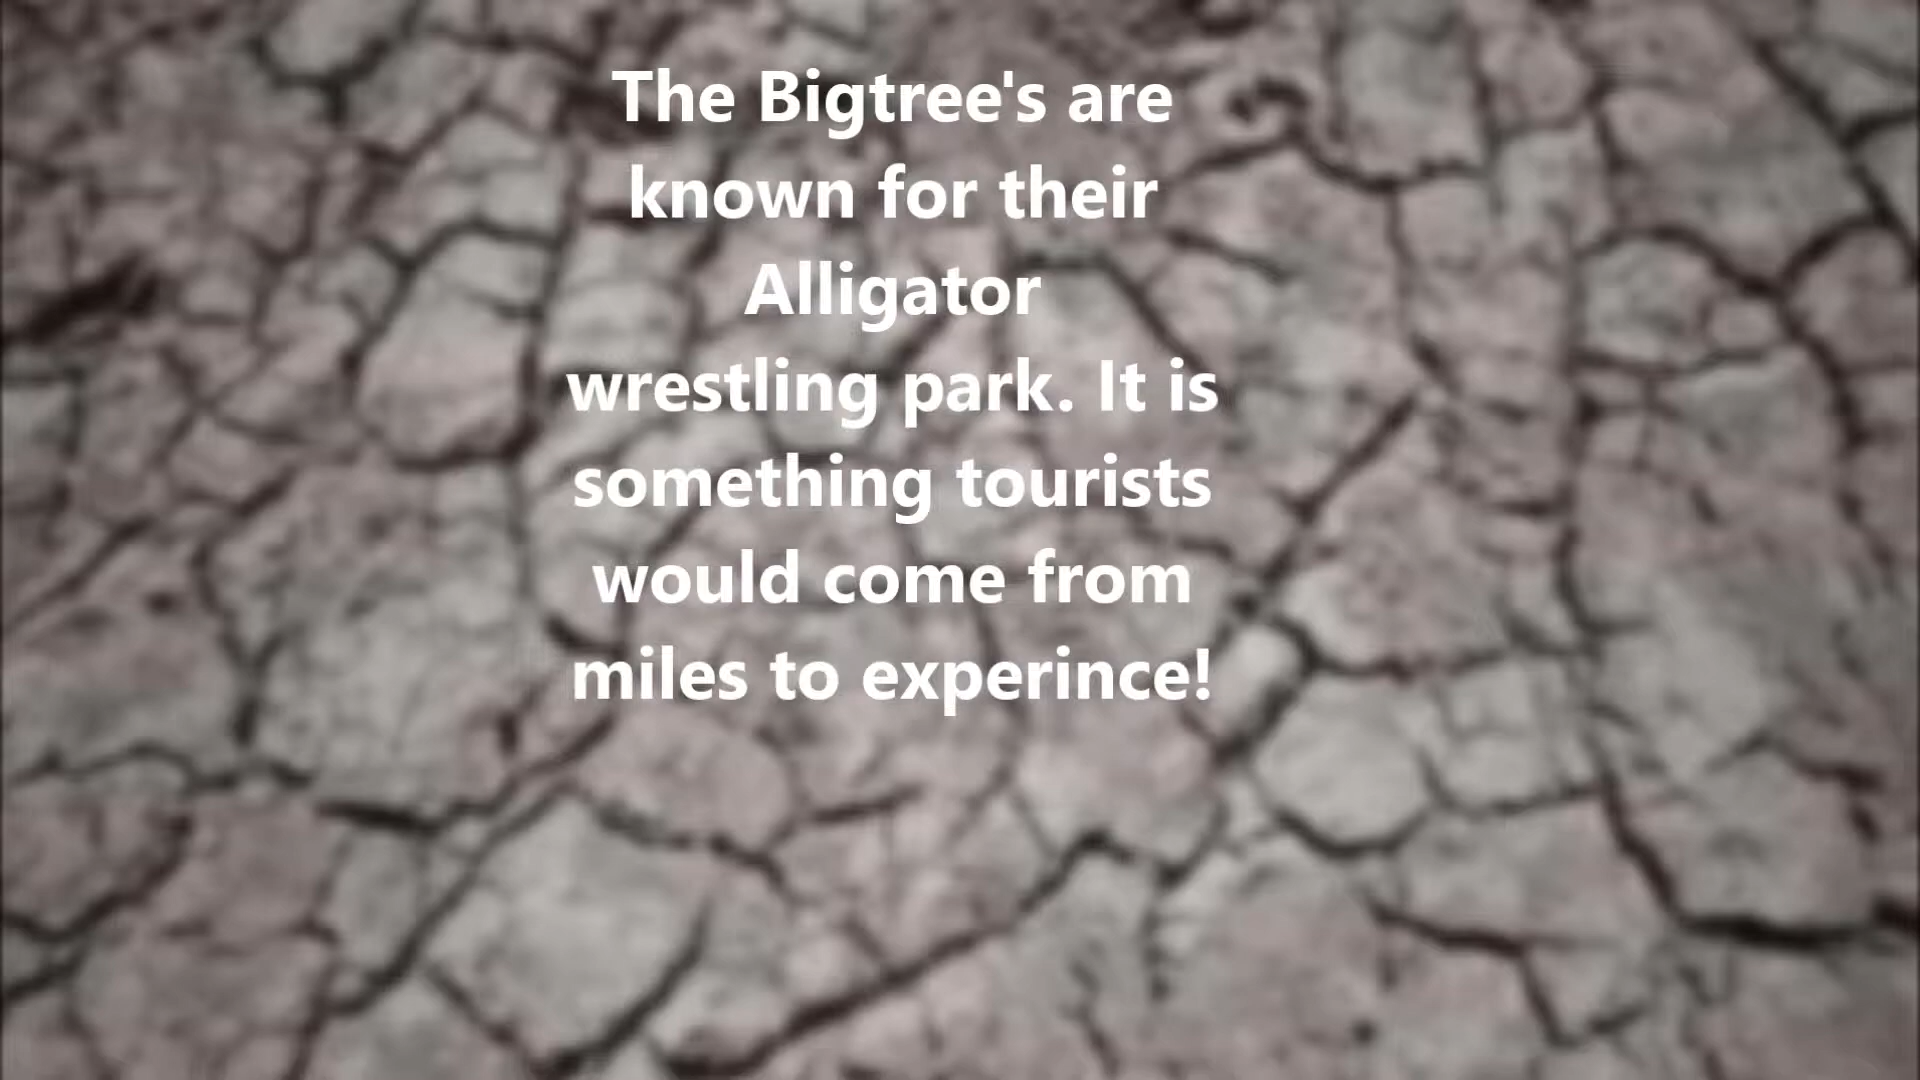 The Bigtree's are
known for their
Alligator
wrestling park. It is
something tourists
would come from
miles to experince!